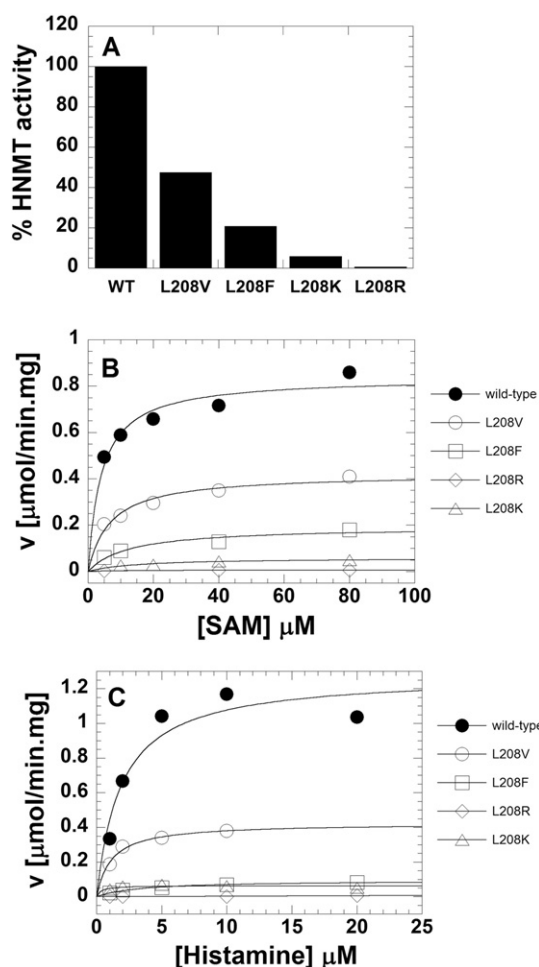 A
% HNMT activity
120
100
80
60
40
20
0
WT L208V L208F L208K L208R
B
v [μmol/min.mg]
1
0.8
0.6
0.4
0.2
0
0 20 40 60 80 100
[SAM] μM
wild-type
L208V
L208F
L208R
L208K
C
v [μmol/min.mg]
1.2
1
0.8
0.6
0.4
0.2
0
0 5 10 15 20 25
[Histamine] μM
wild-type
L208V
L208F
L208R
L208K